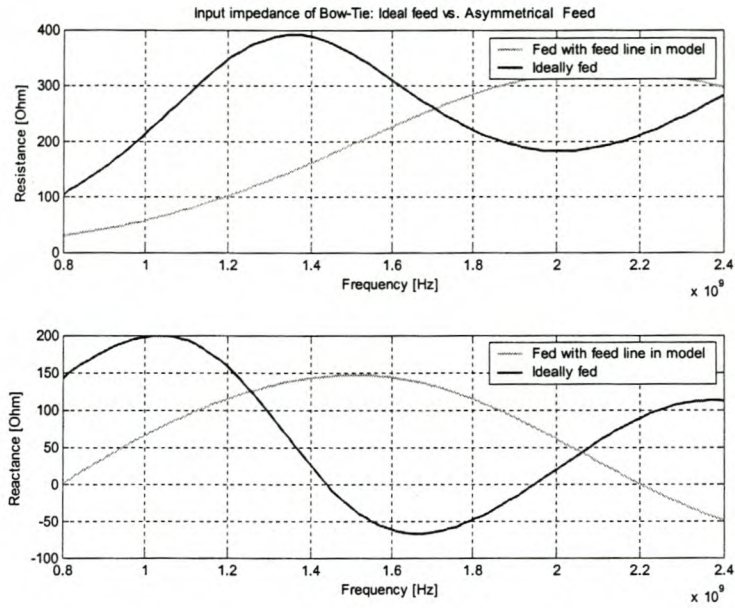 Input impedance of Bow-Tie: Ideal feed vs. Asymmetrical Feed
400
300
200
100
0
Resistance [Ohm]
Fed with feed line in model
Ideally fed
0.8 1 1.2 1.4 1.6 1.8 2 2.2 2.4
Frequency [Hz]
x 10^9
200
150
100
50
0
-50
-100
Reactance [Ohm]
Fed with feed line in model
Ideally fed
0.8 1 1.2 1.4 1.6 1.8 2 2.2 2.4
Frequency [Hz]
x 10^9